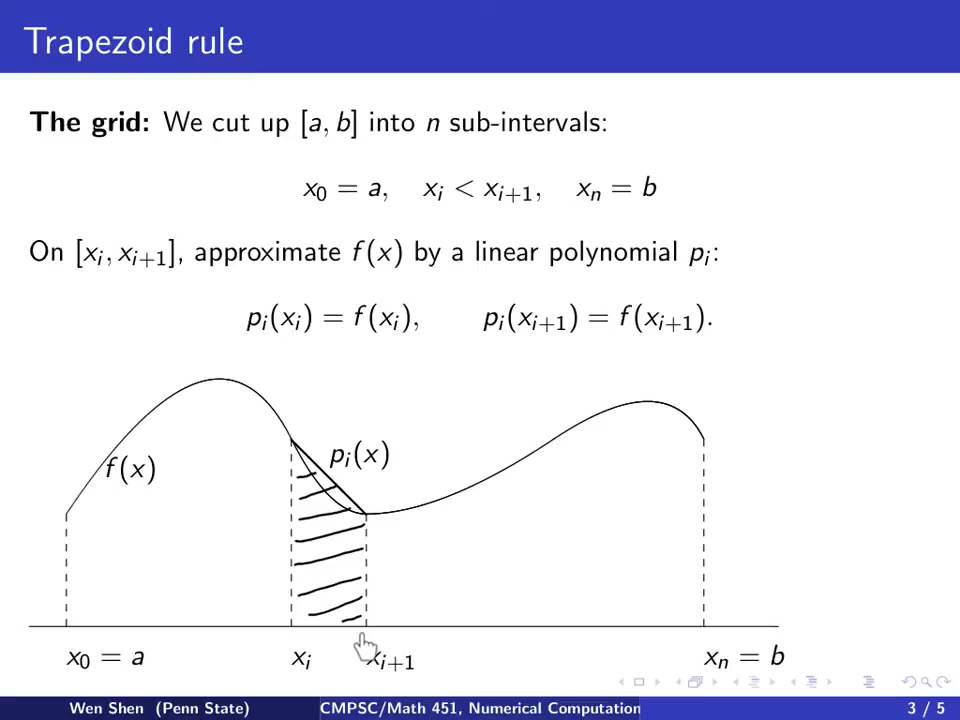 Trapezoid rule
The grid: We cut up [a, b] into n sub-intervals:
x₀ = a, xᵢ < xᵢ₊₁, xₙ = b
On [xᵢ, xᵢ₊₁], approximate f(x) by a linear polynomial pᵢ:
pᵢ(xᵢ) = f(xᵢ), pᵢ(xᵢ₊₁) = f(xᵢ₊₁).
pᵢ(x)
f(x)
x₀ = a xᵢ xᵢ₊₁ xₙ = b
Wen Shen (Penn State) CMPSC/Math 451, Numerical Computation 3 / 5